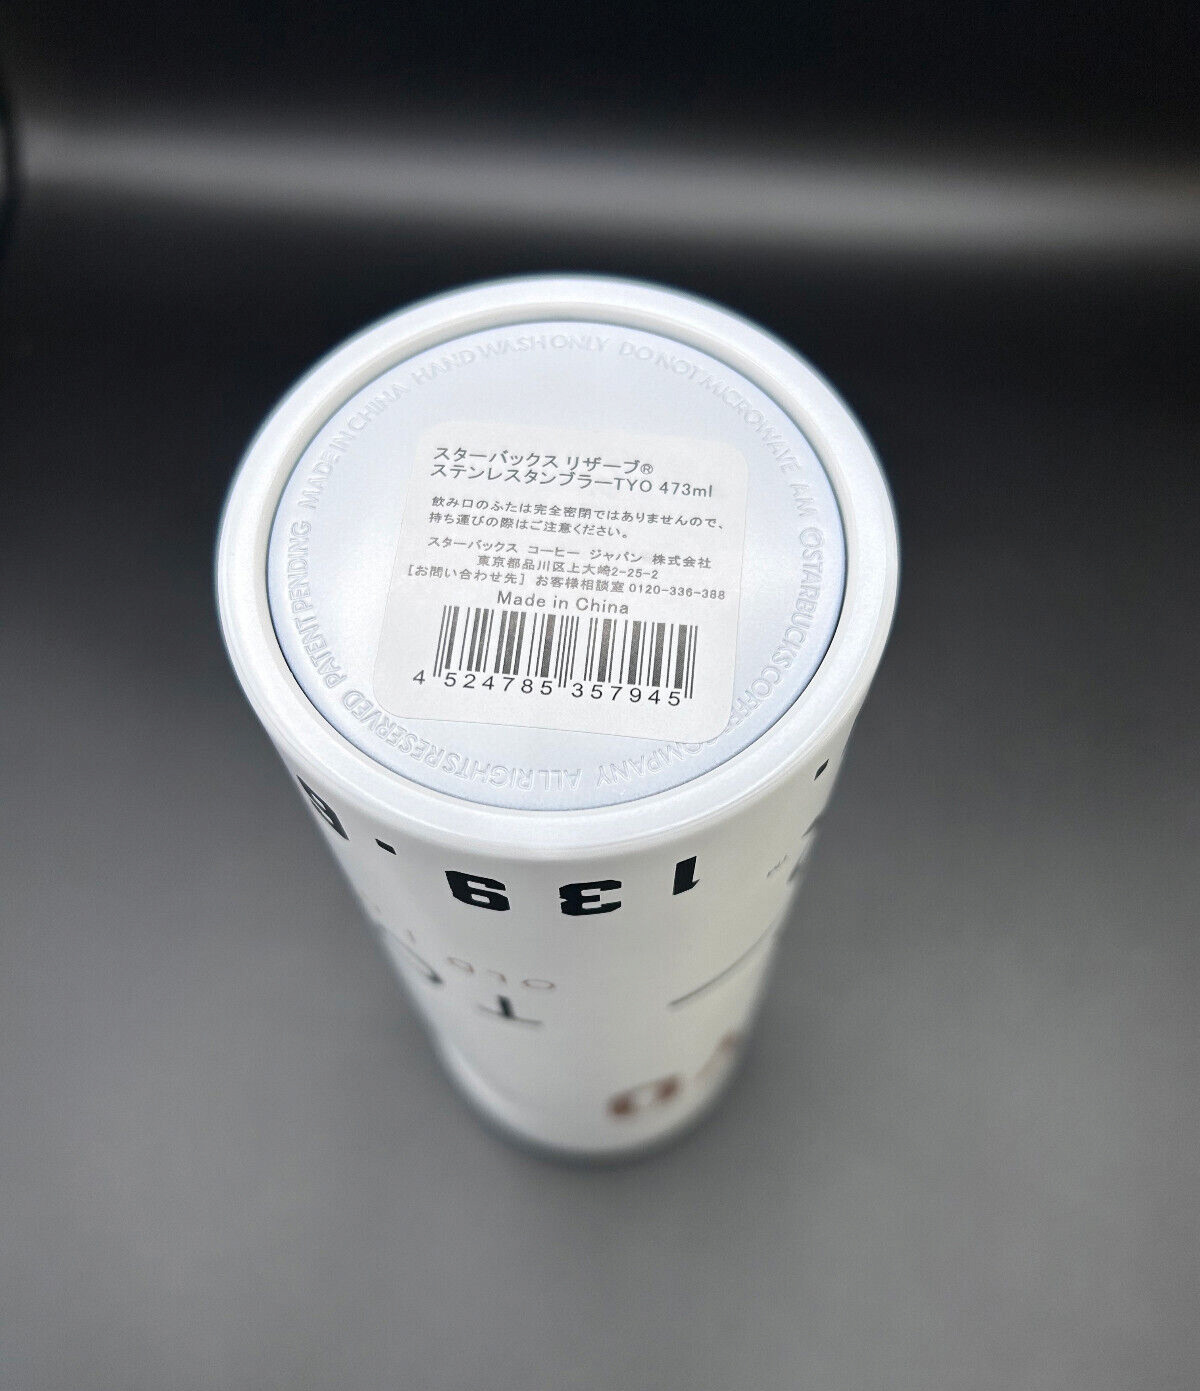 スターバックス リザーブ®
ステンレスタンブラーTYO 473ml
飲み口のふたは完全密閉ではありませんので、
持ち運びの際はご注意ください。
スターバックス コーヒー ジャパン 株式会社
東京都品川区上大崎2-25-2
[お問い合わせ先] お客様相談室 0120-336-388
Made in China
4 524785 357945
MADE IN CHINA HAND WASH ONLY DO NOT MICROWAVE AM ©STARBUCKS COFFEE COMPANY ALL RIGHTS RESERVED PATENT PENDING
139.